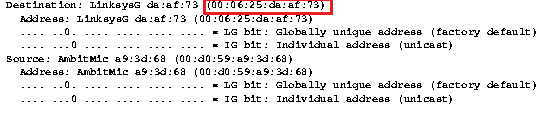 Destination: LinksysG da:af:73 (00:06:25:da:af:73)
Address: LinksysG da:af:73 (00:06:25:da:af:73)
.... ..0. .... .... .... .... = LG bit: Globally unique address (factory default)
.... ...0 .... .... .... .... = IG bit: Individual address (unicast)
Source: AmbitMic a9:3d:68 (00:d0:59:a9:3d:68)
Address: AmbitMic a9:3d:68 (00:d0:59:a9:3d:68)
.... ..0. .... .... .... .... = LG bit: Globally unique address (factory default)
.... ...0 .... .... .... .... = IG bit: Individual address (unicast)